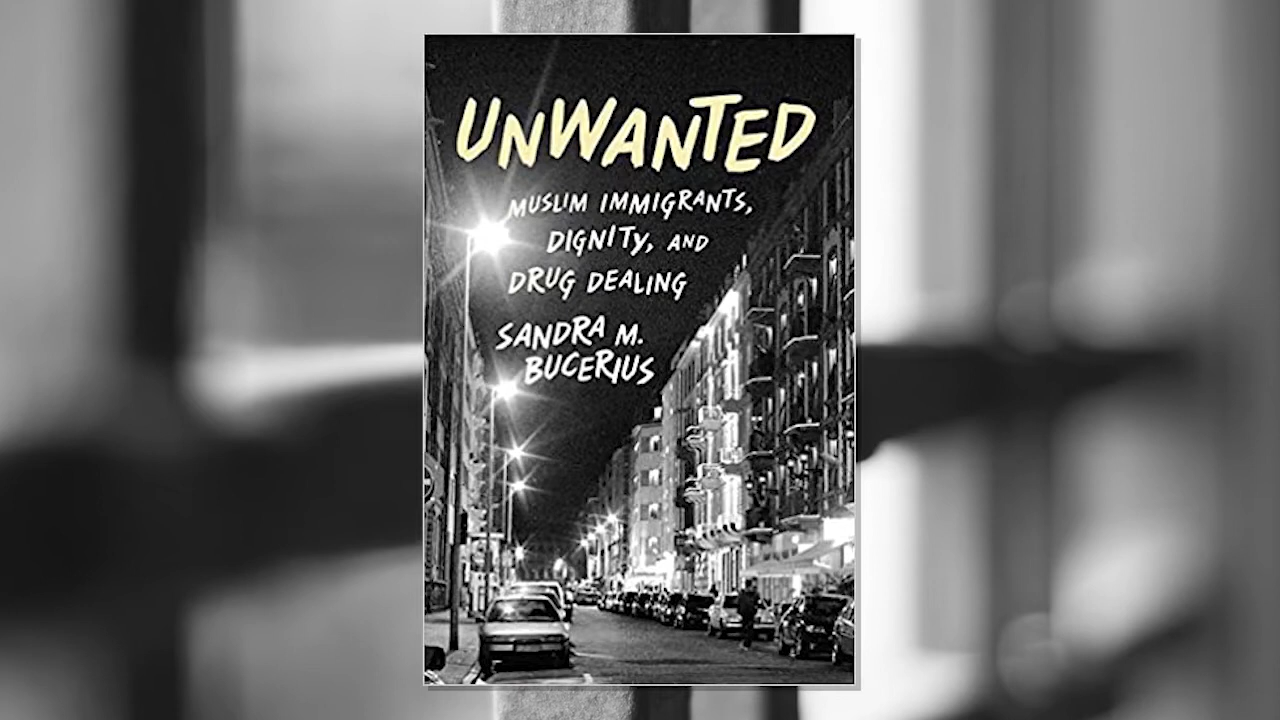 UNWANTED
MUSLIM IMMIGRANTS,
DIGNITY, AND
DRUG DEALING
SANDRA M.
BUCERIUS